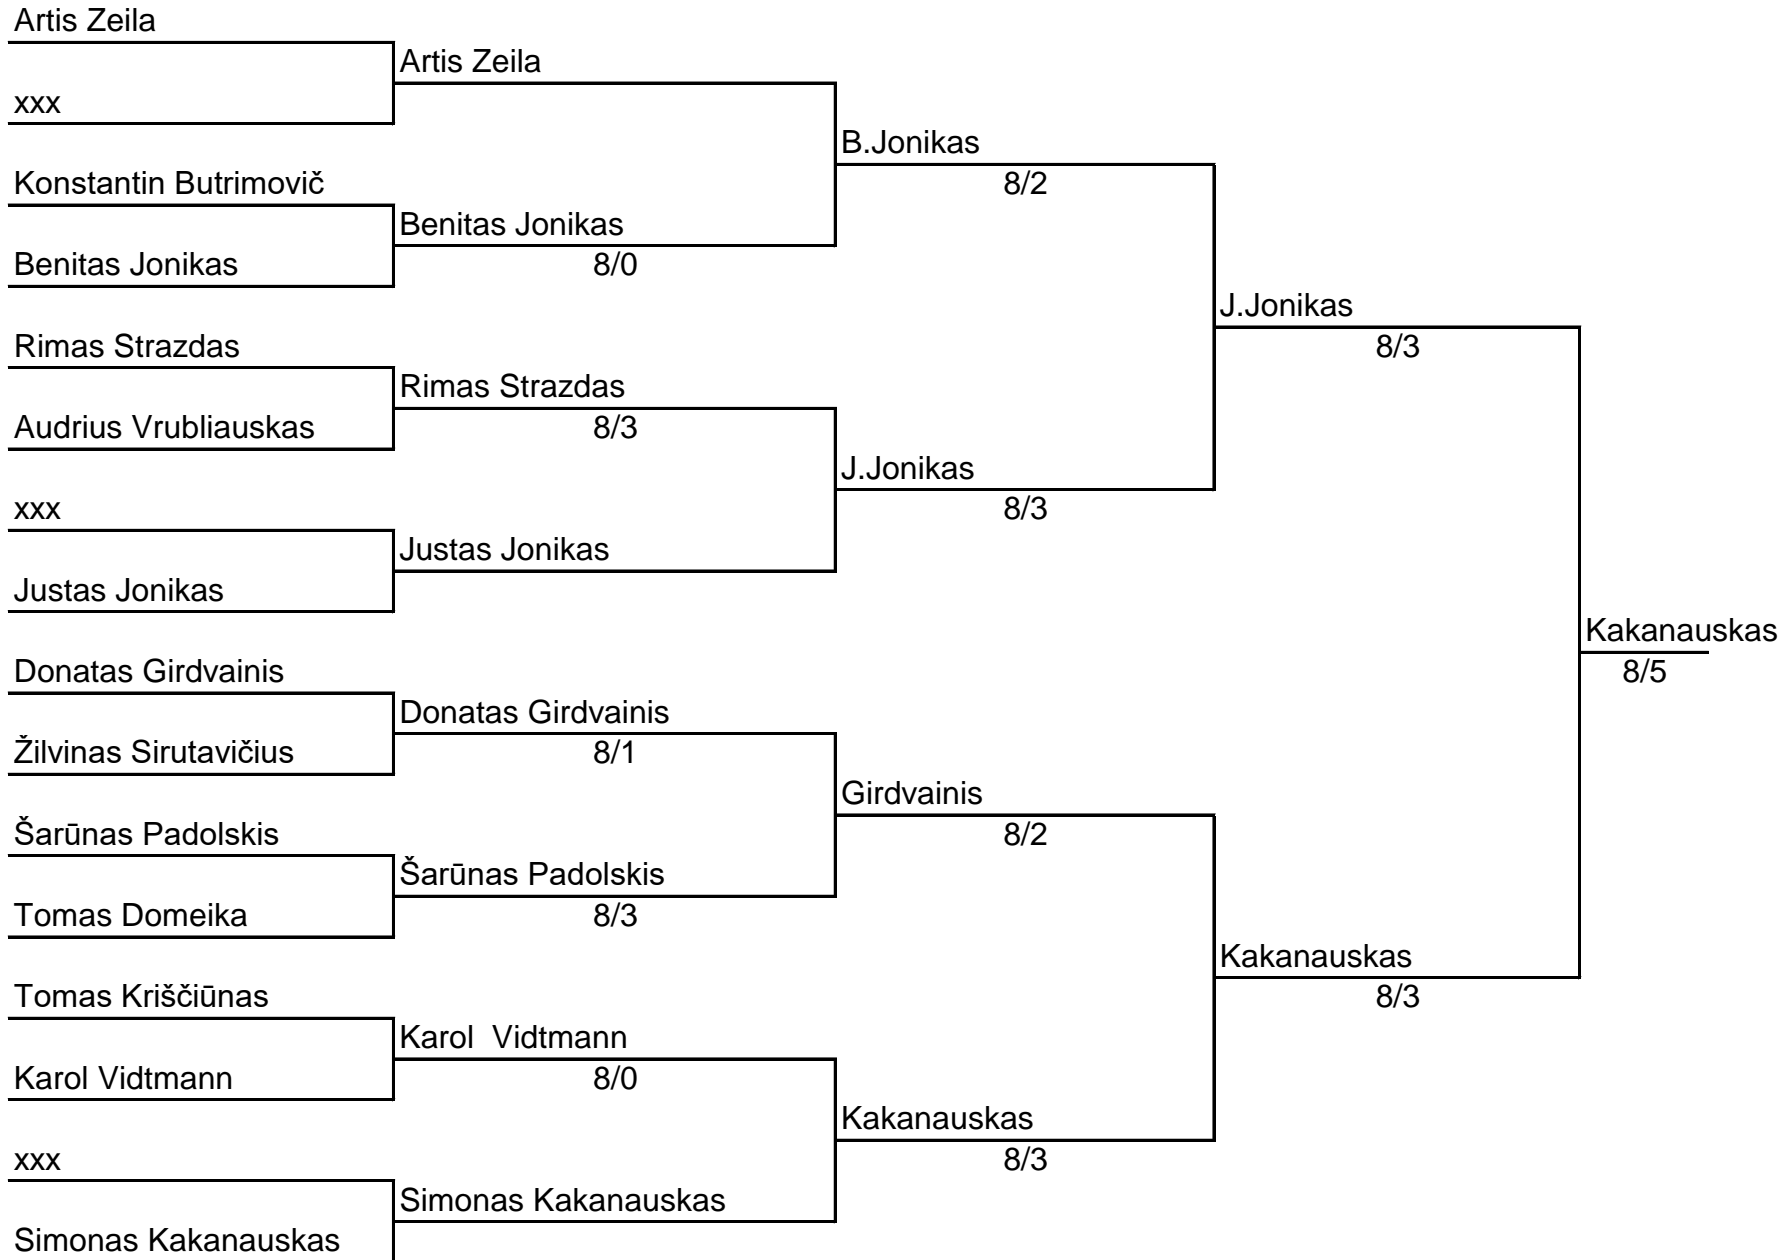 Artis Zeila
Artis Zeila
xxx
B.Jonikas
Konstantin Butrimovič
8/2
Benitas Jonikas
Benitas Jonikas
8/0
J.Jonikas
Rimas Strazdas
8/3
Rimas Strazdas
Audrius Vrubliauskas
8/3
J.Jonikas
xxx
8/3
Justas Jonikas
Justas Jonikas
Kakanauskas
Donatas Girdvainis
8/5
Donatas Girdvainis
Žilvinas Sirutavičius
8/1
Girdvainis
Šarūnas Padolskis
8/2
Šarūnas Padolskis
Tomas Domeika
8/3
Kakanauskas
Tomas Kriščiūnas
8/3
Karol  Vidtmann
Karol Vidtmann
8/0
Kakanauskas
xxx
8/3
Simonas Kakanauskas
Simonas Kakanauskas